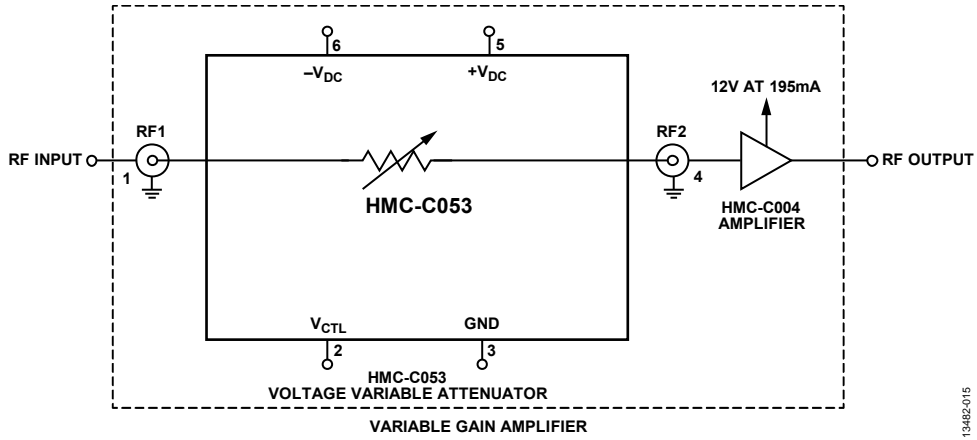 6
5
–VDC
+VDC
12V AT 195mA
RF1
RF2
RF INPUT
RF OUTPUT
1
4
HMC-C053
HMC-C004
AMPLIFIER
VCTL
GND
2
3
HMC-C053
VOLTAGE VARIABLE ATTENUATOR
VARIABLE GAIN AMPLIFIER
13482-015